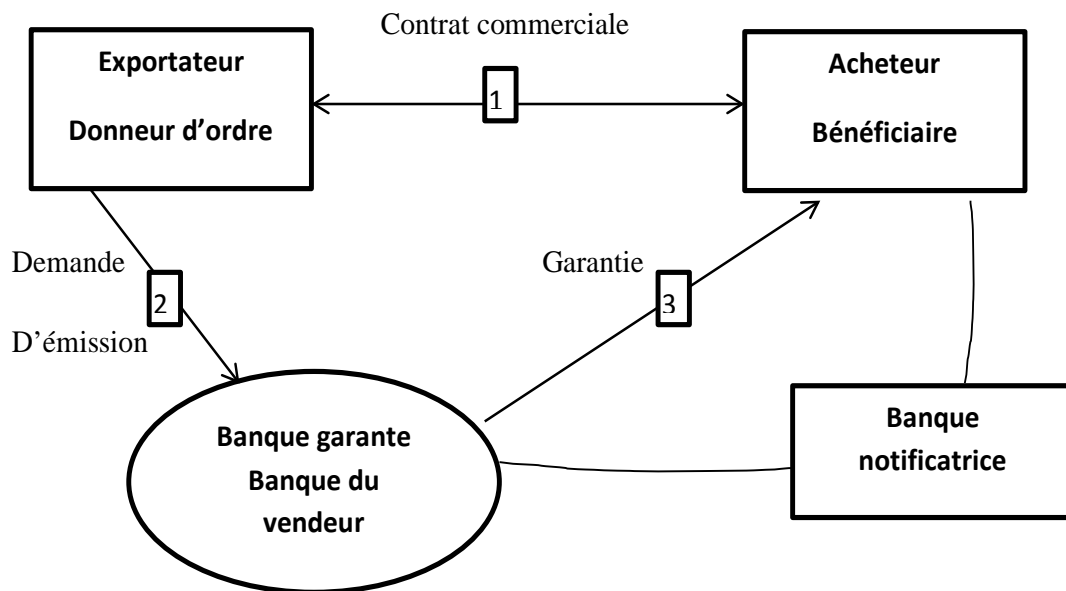 Contrat commerciale
Exportateur
Donneur d’ordre
1
Acheteur
Bénéficiaire
Demande
2
D’émission
Garantie
3
Banque garante
Banque du
vendeur
Banque
notificatrice